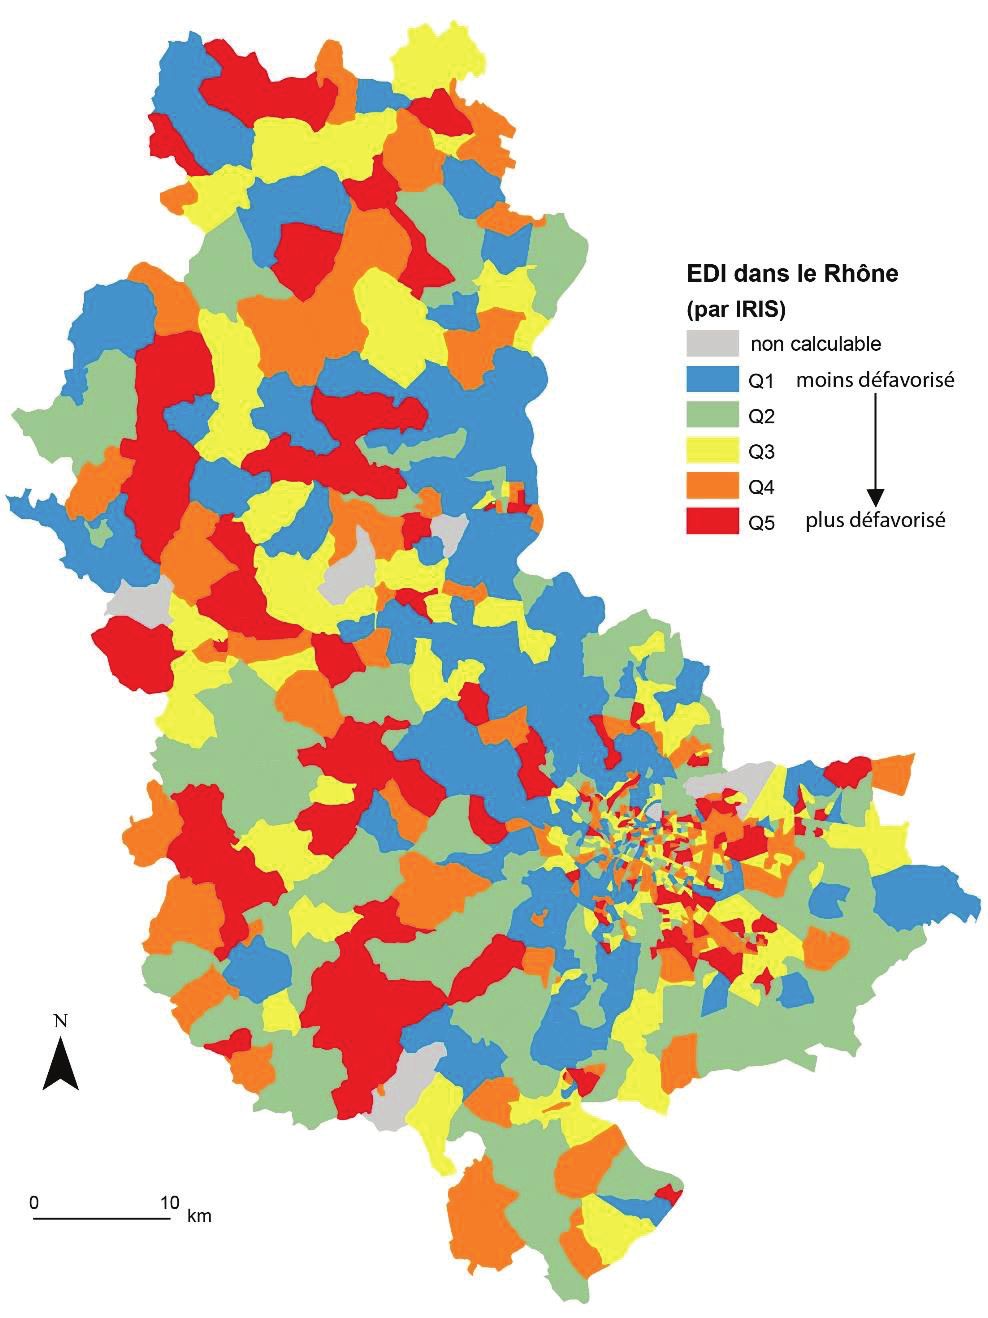 EDI dans le Rhône
(par IRIS)
non calculable
Q1 moins défavorisé
Q2
Q3
Q4
Q5 plus défavorisé
N
0 10 km